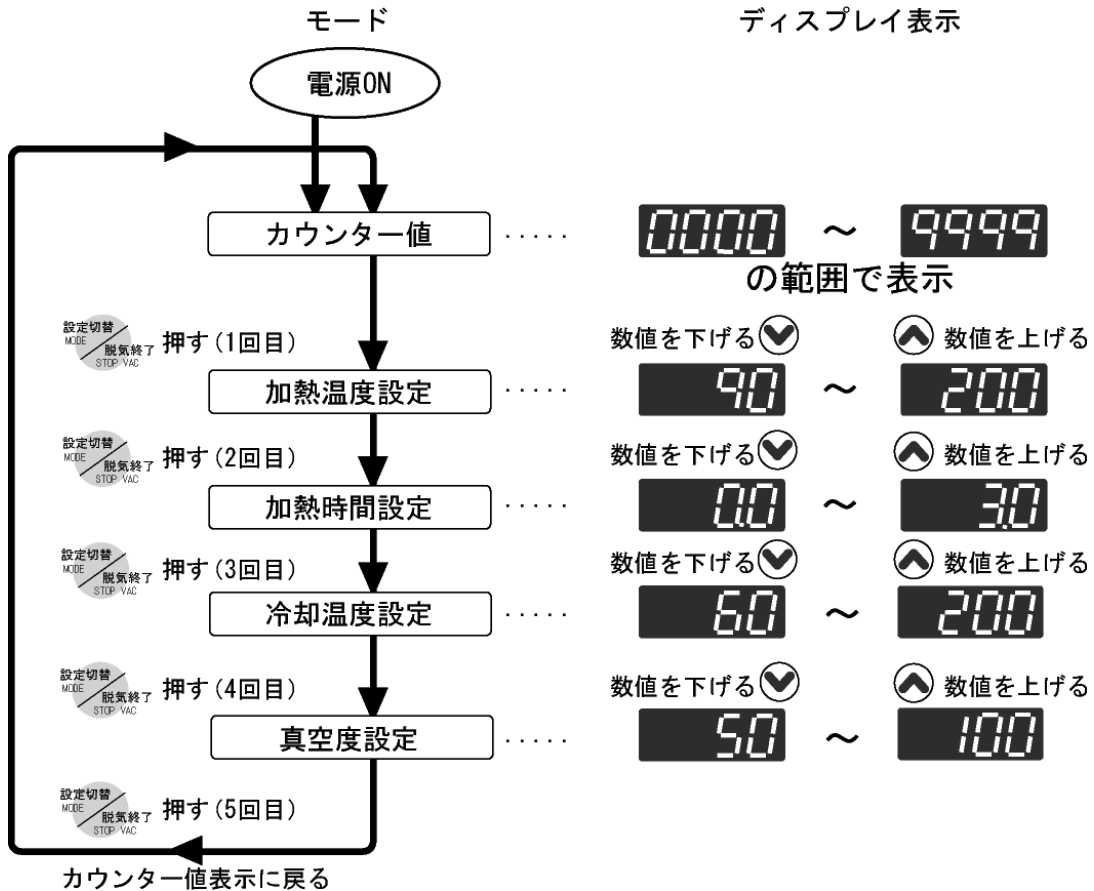 モード
ディスプレイ表示
電源ON
カウンター値 ・・・・・ 0000 ～ 9999
の範囲で表示
設定切替
MODE
脱気終了
STOP VAC
押す(1回目)
数値を下げる 数値を上げる
加熱温度設定 ・・・・・ 90 ～ 200
設定切替
MODE
脱気終了
STOP VAC
押す(2回目)
数値を下げる 数値を上げる
加熱時間設定 ・・・・・ 0.0 ～ 3.0
設定切替
MODE
脱気終了
STOP VAC
押す(3回目)
数値を下げる 数値を上げる
冷却温度設定 ・・・・・ 60 ～ 200
設定切替
MODE
脱気終了
STOP VAC
押す(4回目)
数値を下げる 数値を上げる
真空度設定 ・・・・・ 50 ～ 100
設定切替
MODE
脱気終了
STOP VAC
押す(5回目)
カウンター値表示に戻る